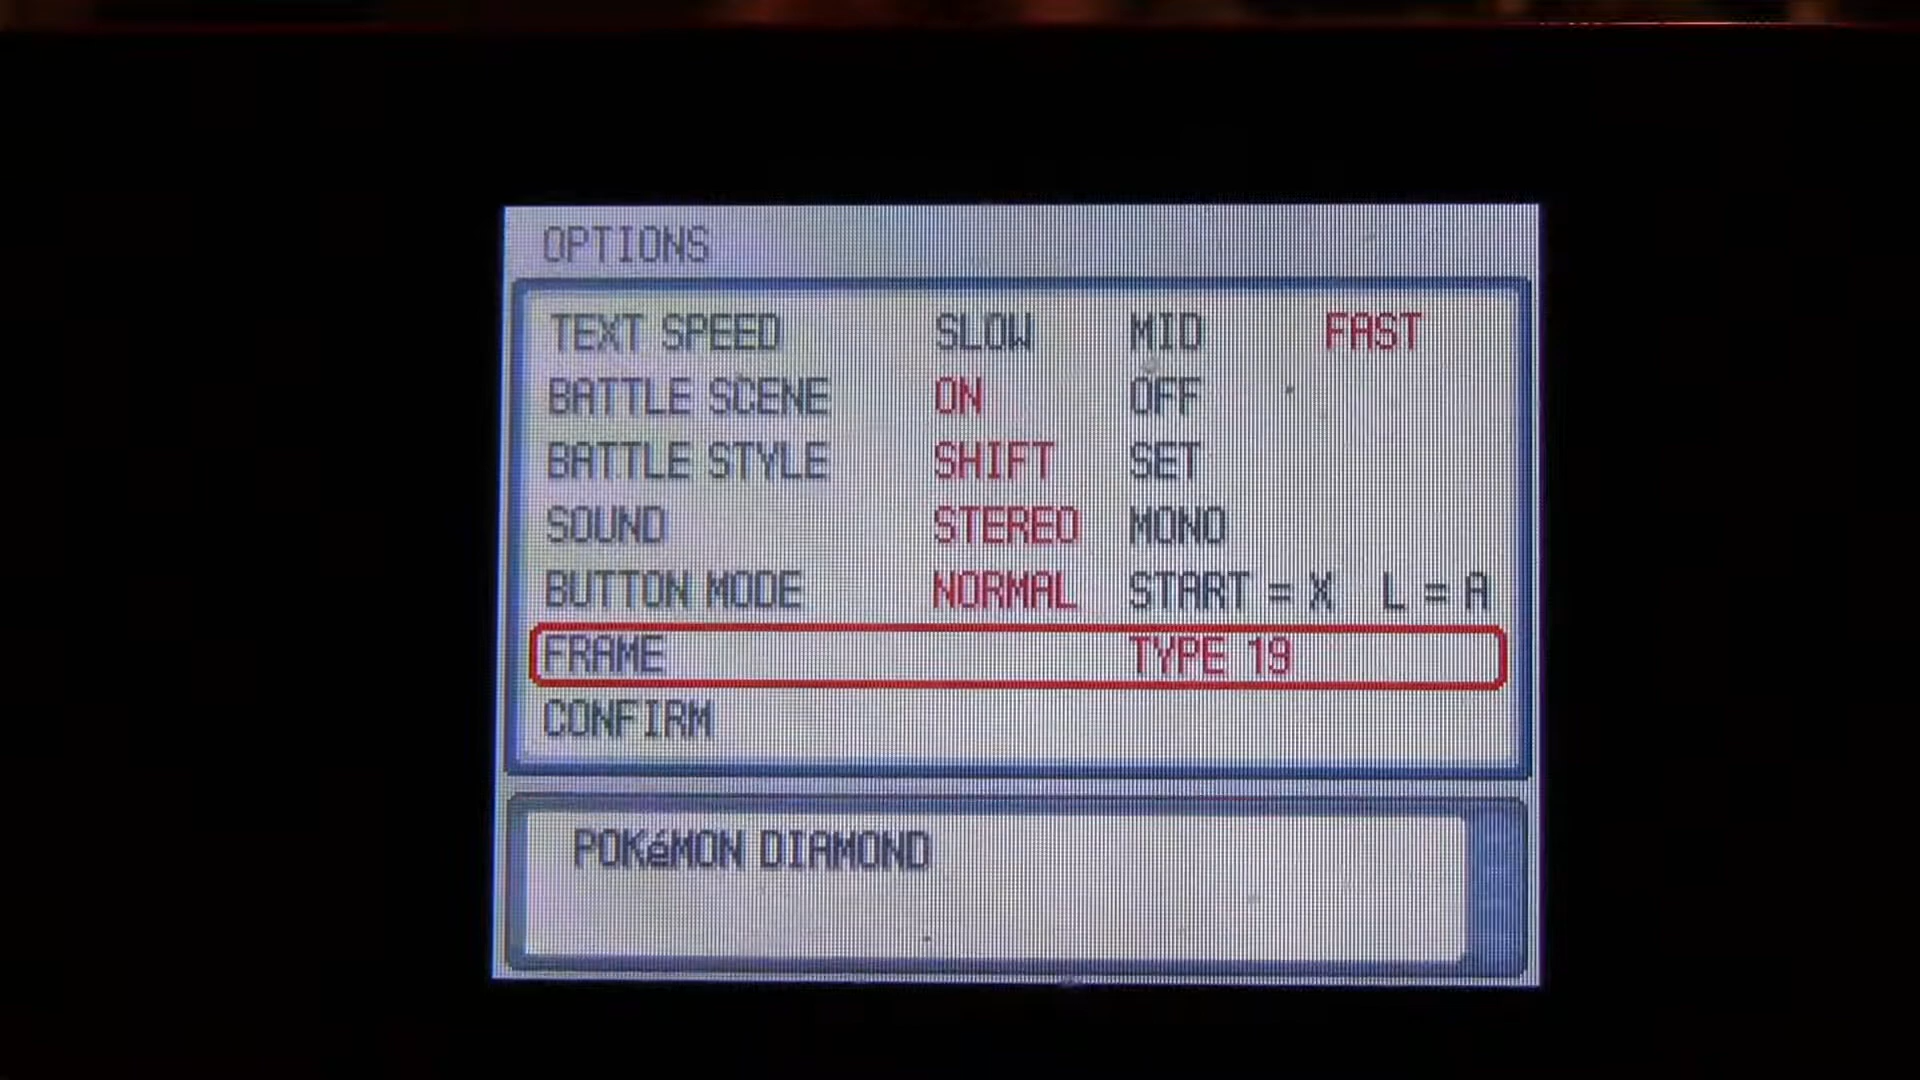 OPTIONS
TEXT SPEED SLOW MID FAST
BATTLE SCENE ON OFF
BATTLE STYLE SHIFT SET
SOUND STEREO MONO
BUTTON MODE NORMAL START = X L = A
FRAME TYPE 19
CONFIRM
POKéMON DIAMOND